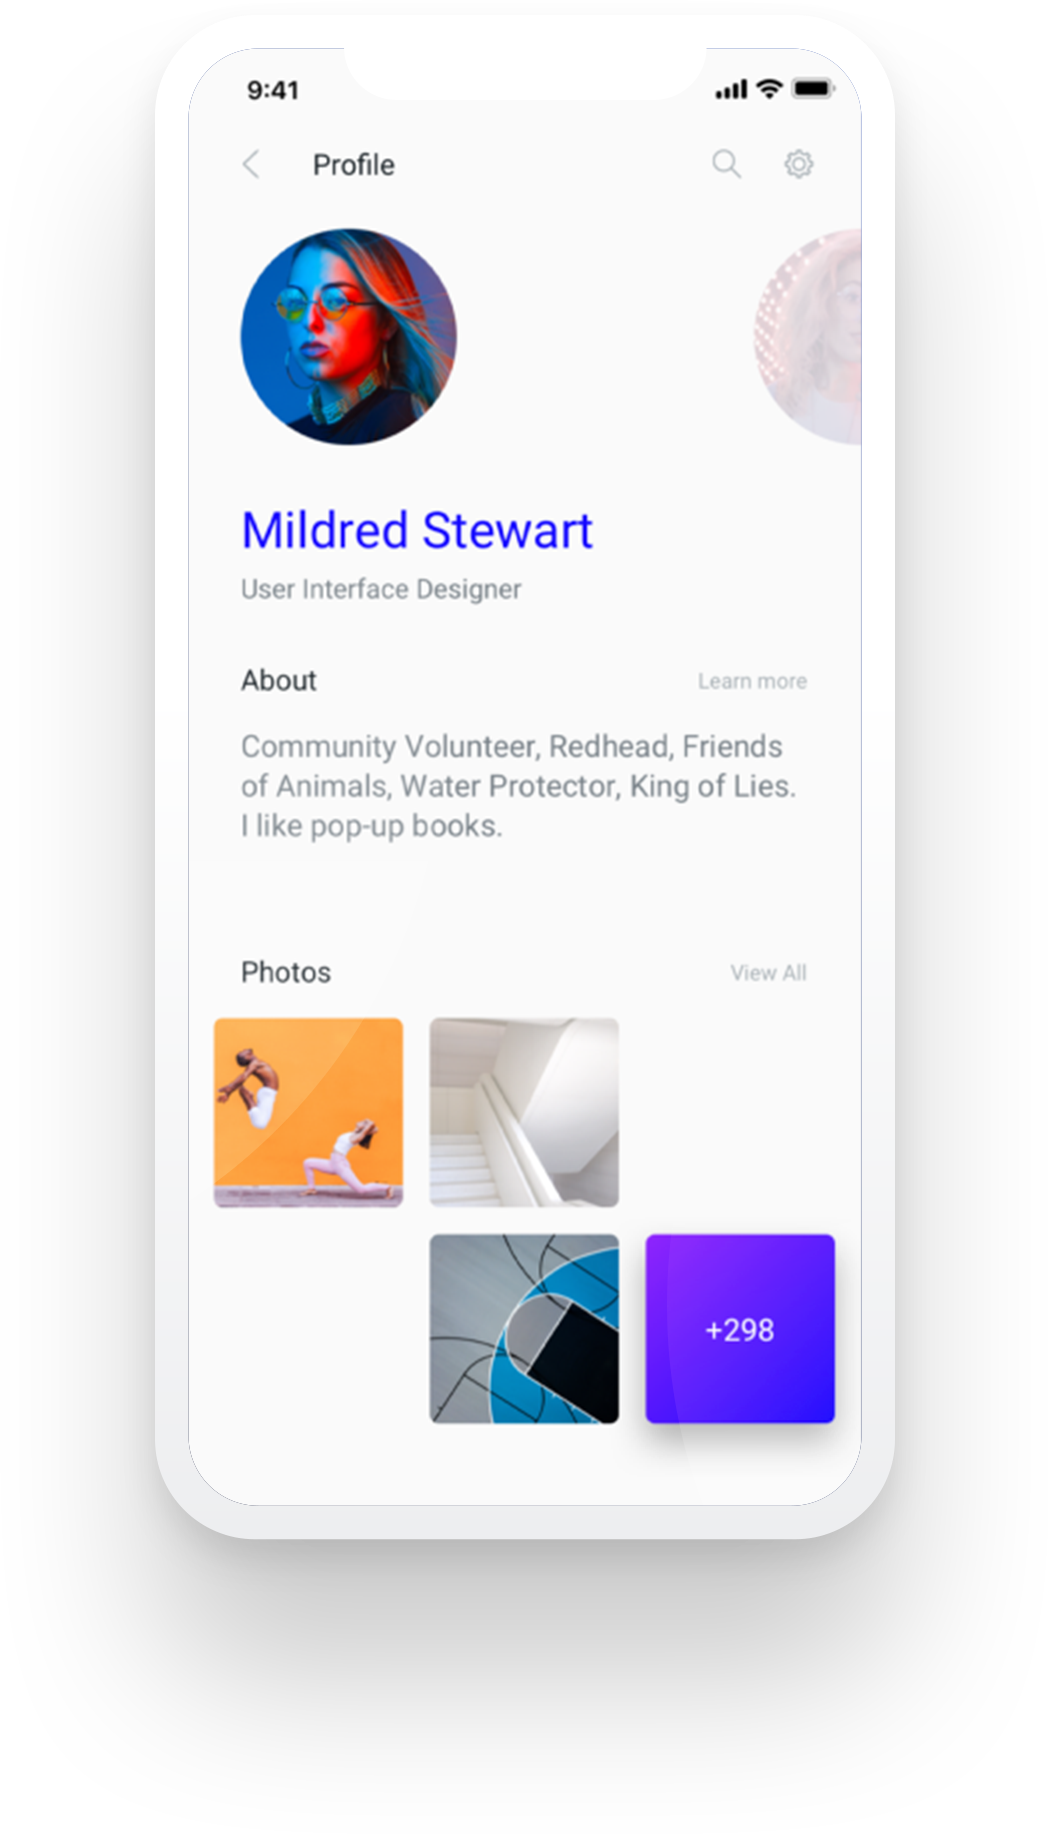 9:41
Profile
Mildred Stewart
User Interface Designer
About
Learn more
Community Volunteer, Redhead, Friends
of Animals, Water Protector, King of Lies.
I like pop-up books.
Photos
View All
+298